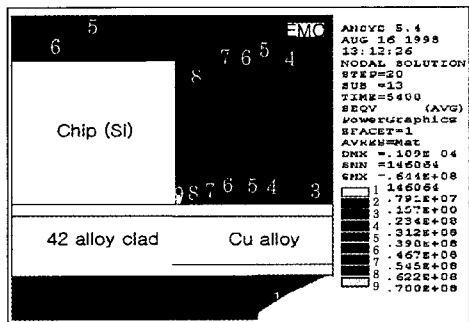 EMC
5
6
7 6 5 4
8
Chip (SI)
9 8 7 6 5 4 3
42 alloy clad
Cu alloy
1
ANSYS 5.4
AUG 16 1998
13:12:26
NODAL SOLUTION
STEP=20
SUB =13
TIME=5400
SEQV (AVG)
PowerGraphics
EFACET=1
AVRES=Mat
DMX =.109E-04
SMN =146064
SMX =.644E+08
1 146064
2 .791E+07
3 .157E+08
4 .234E+08
5 .312E+08
6 .390E+08
7 .467E+08
8 .545E+08
.622E+08
9 .700E+08